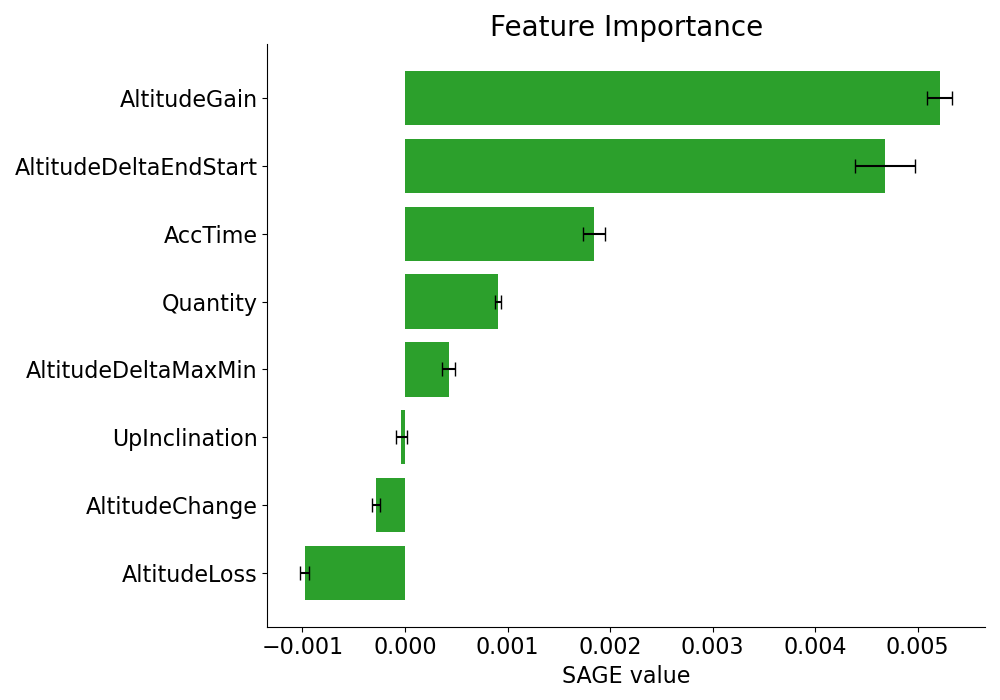 Feature Importance
AltitudeGain
AltitudeDeltaEndStart
AccTime
Quantity
AltitudeDeltaMaxMin
UpInclination
AltitudeChange
AltitudeLoss
−0.001 0.000 0.001 0.002 0.003 0.004 0.005
SAGE value